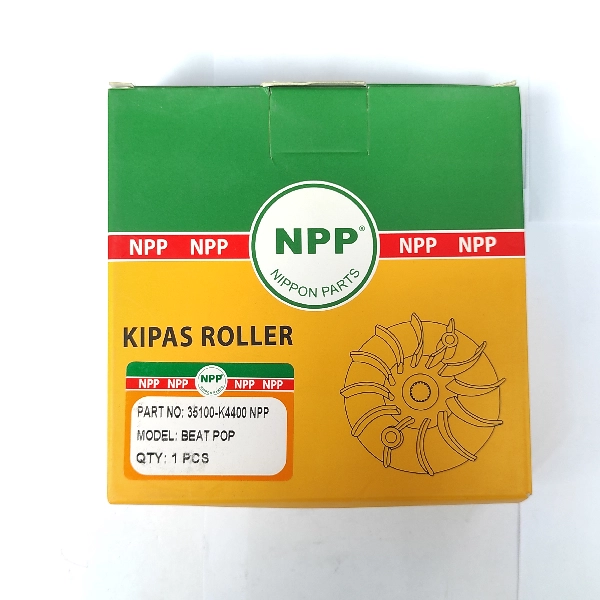 NPP NPP NPP® NPP NPP
NIPPON PARTS
KIPAS ROLLER
NPP NPP NPP NPP NPP
PART NO: 35100-K4400 NPP
MODEL: BEAT POP
QTY: 1 PCS